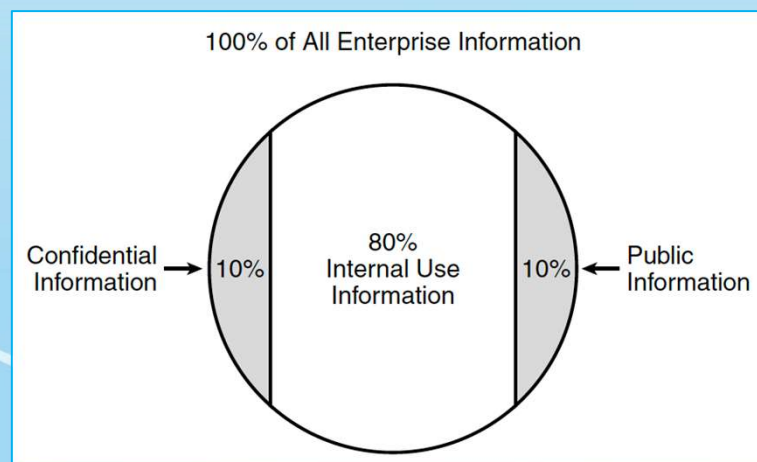 100% of All Enterprise Information
Confidential
Information
10%
80%
Internal Use
Information
10%
Public
Information